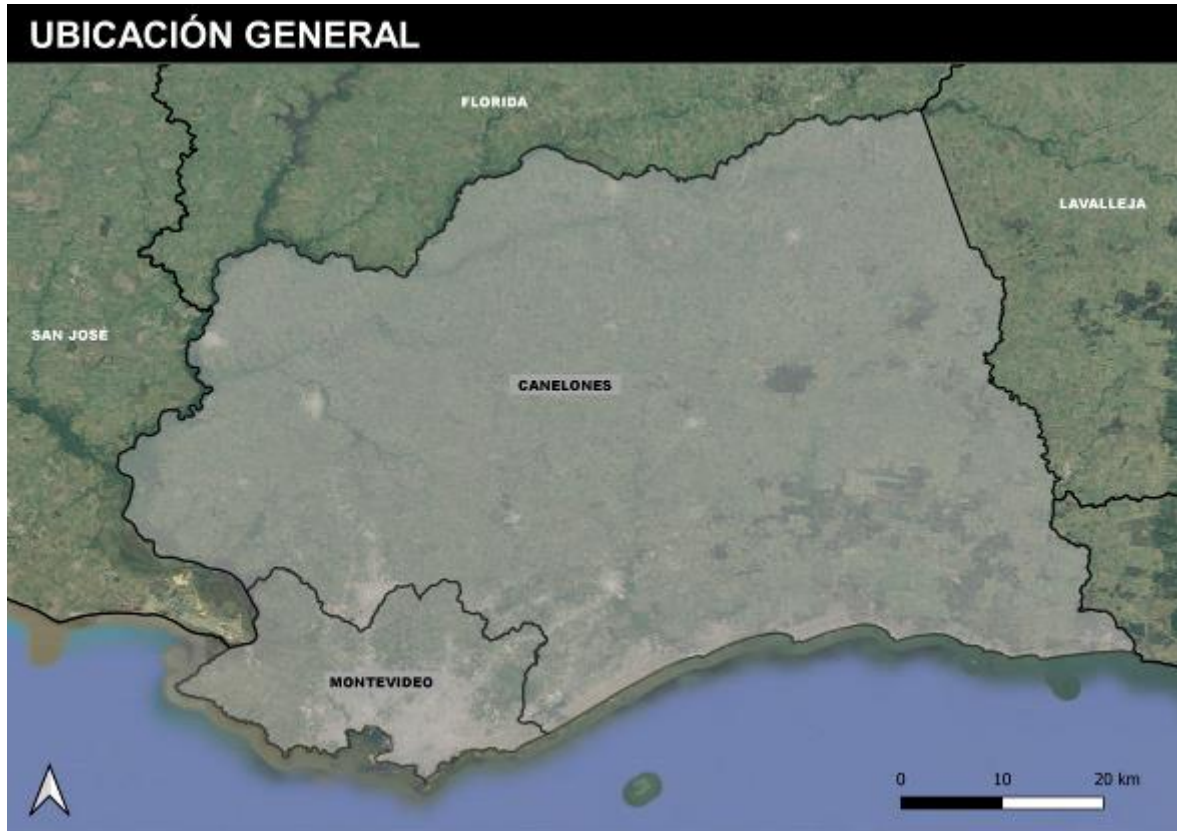 UBICACIÓN GENERAL
FLORIDA
LAVALLEJA
SAN JOSÉ
CANELONES
MONTEVIDEO
0 10 20 km